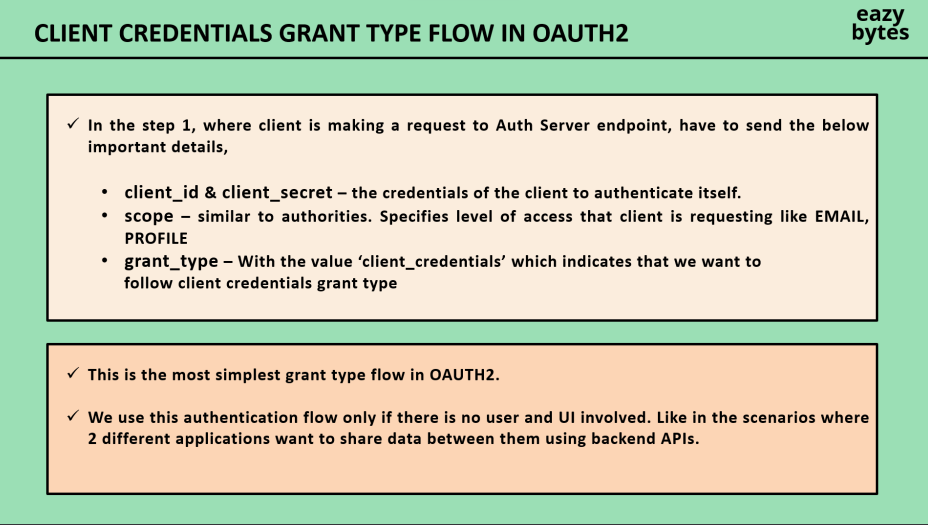 CLIENT CREDENTIALS GRANT TYPE FLOW IN OAUTH2
eazy
bytes
✓ In the step 1, where client is making a request to Auth Server endpoint, have to send the below
important details,
• client_id & client_secret – the credentials of the client to authenticate itself.
• scope – similar to authorities. Specifies level of access that client is requesting like EMAIL,
PROFILE
• grant_type – With the value ‘client_credentials’ which indicates that we want to
follow client credentials grant type
✓ This is the most simplest grant type flow in OAUTH2.
✓ We use this authentication flow only if there is no user and UI involved. Like in the scenarios where
2 different applications want to share data between them using backend APIs.